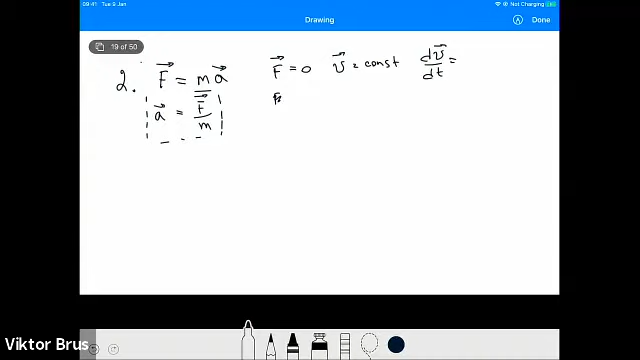 09:41 Tue 9 Jan
Not Charging
Drawing
Done
19 of 50
2. F⃗ = ma⃗
a⃗ = F⃗/m
F⃗ = 0 v⃗ = const dv⃗/dt =
Viktor Brus